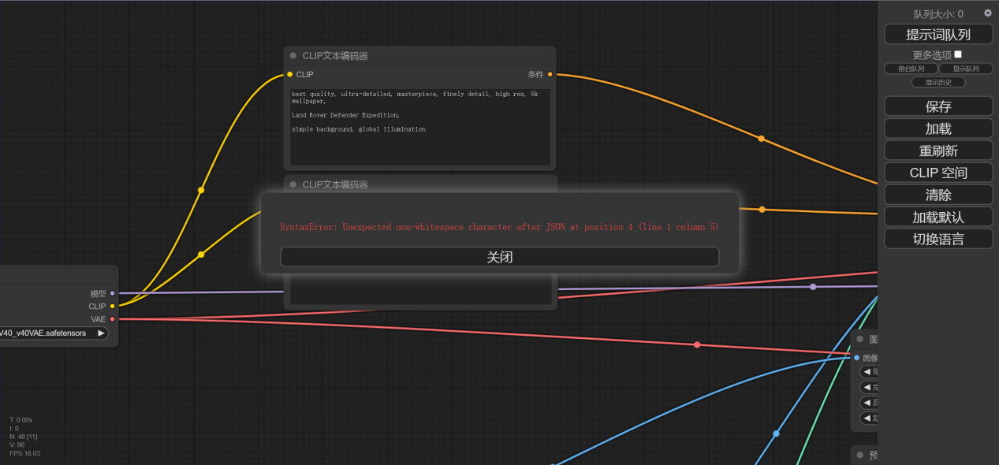 队列大小: 0
提示词队列
更多选项
前台队列
显示队列
显示历史
保存
加载
重刷新
CLIP 空间
清除
加载默认
切换语言
CLIP文本编码器
CLIP
条件
best quality, ultra-detailed, masterpiece, finely detail, high res, 8k
wallpaper,
Land Rover Defender Expedition,
simple background, global illumination
CLIP文本编码器
SyntaxError: Unexpected non-whitespace character after JSON at position 4 (line 1 column 5)
关闭
模型
CLIP
VAE
V40_v40VAE.safetensors
图
图像
预
T: 0.00s
I: 0
N: 48 [11]
V: 96
FPS:16.03